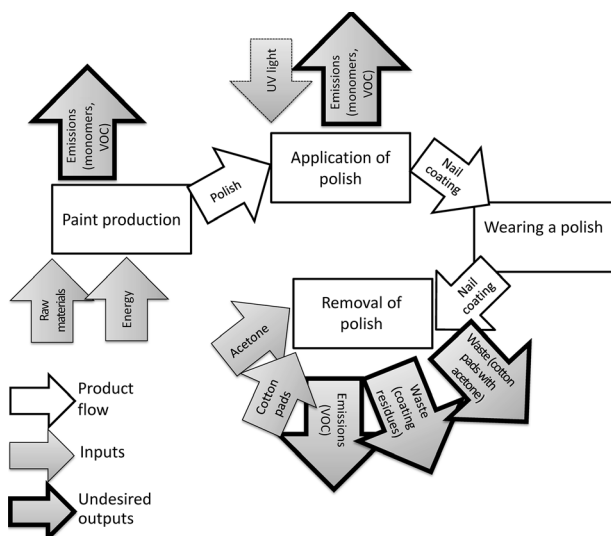 Emissions
(monomers,
VOC)
UV light
Emissions
(monomers,
VOC)
Paint production
Polish
Application of
polish
Nail
coating
Wearing a polish
Raw
materials
Energy
Removal of
polish
Nail
coating
Acetone
Cotton
pads
Emissions
(VOC)
Waste
(coating
residues)
Waste (cotton
pads with
acetone)
Product
flow
Inputs
Undesired
outputs